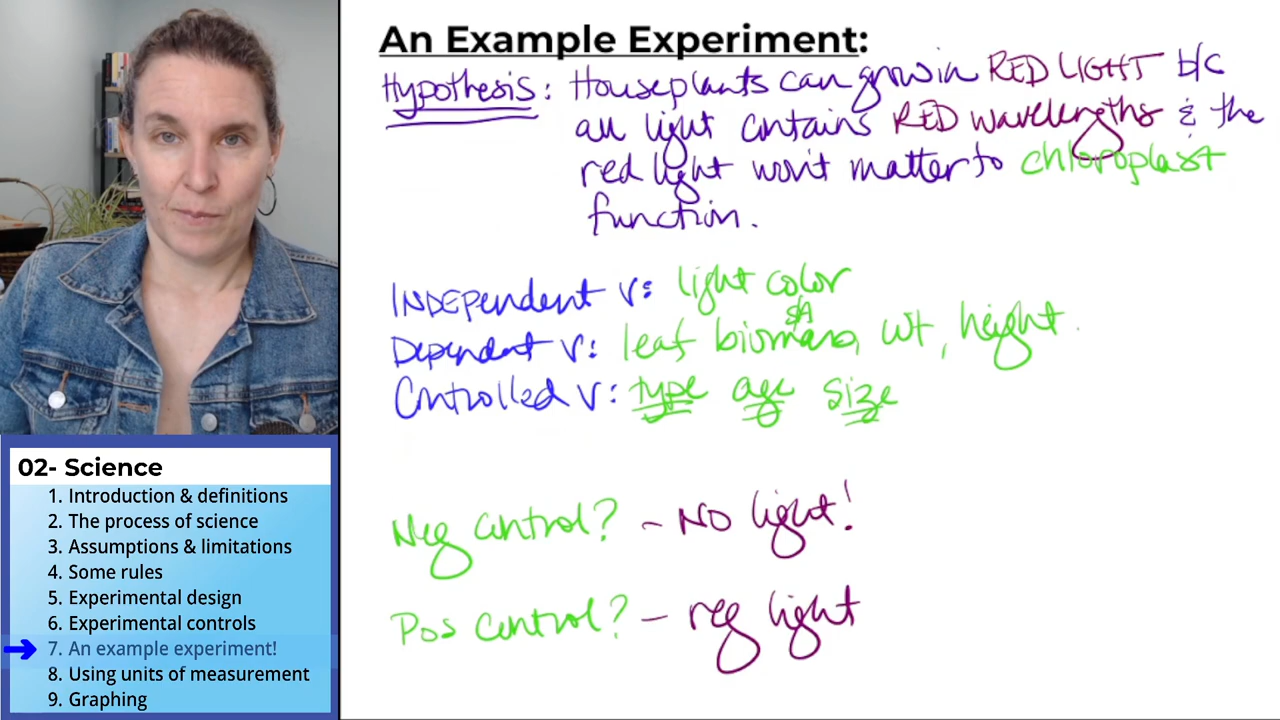 An Example Experiment:
Hypothesis: Houseplants can grow in RED LIGHT b/c
all light contains RED wavelengths & the
red light won't matter to chloroplast
function.
INDEPendent V: light color
SA
Dependent V: leaf biomass, wt, height.
Controlled V: type age size
Neg control? - NO light!
Pos control? - reg light
02- Science
1. Introduction & definitions
2. The process of science
3. Assumptions & limitations
4. Some rules
5. Experimental design
6. Experimental controls
7. An example experiment!
8. Using units of measurement
9. Graphing